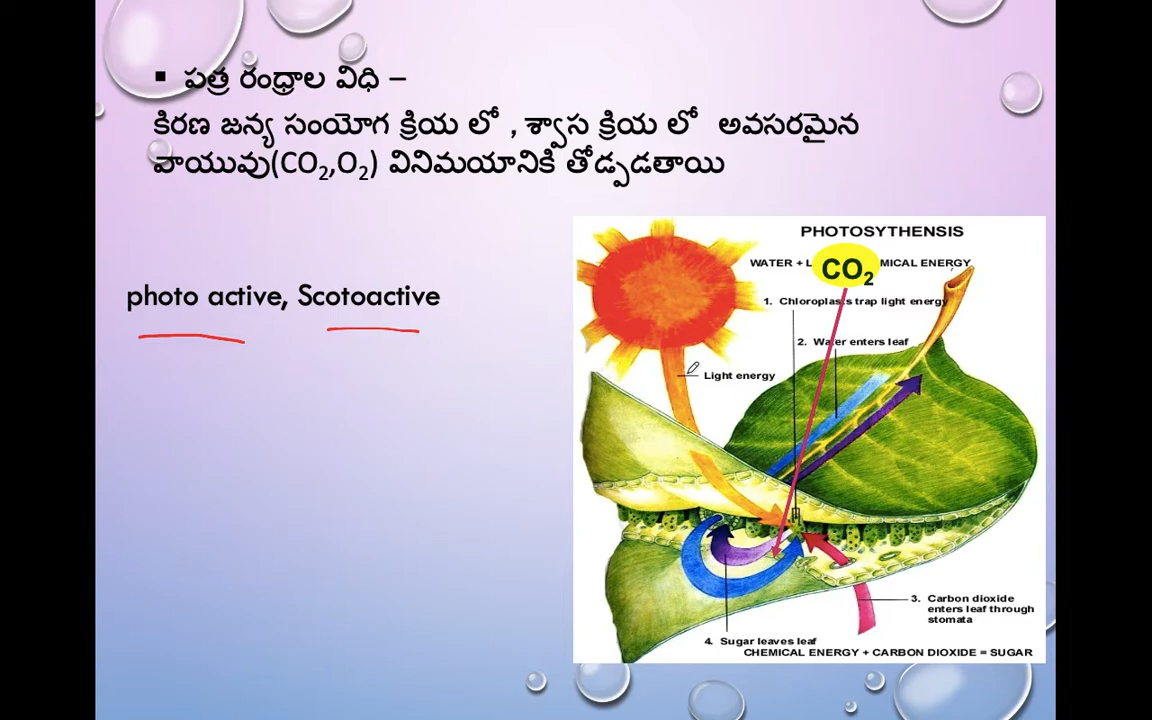 ▪ పత్ర రంధ్రాల విధి –
కిరణ జన్య సంయోగ క్రియ లో , శ్వాస క్రియ లో అవసరమైన
వాయువు(CO₂,O₂) వినిమయానికి తోడ్పడతాయి
photo active, Scotoactive
PHOTOSYTHENSIS
WATER + L CO₂ MICAL ENERGY
1. Chloroplasts trap light energy
2. Water enters leaf
Light energy
3. Carbon dioxide
enters leaf through
stomata
4. Sugar leaves leaf
CHEMICAL ENERGY + CARBON DIOXIDE = SUGAR